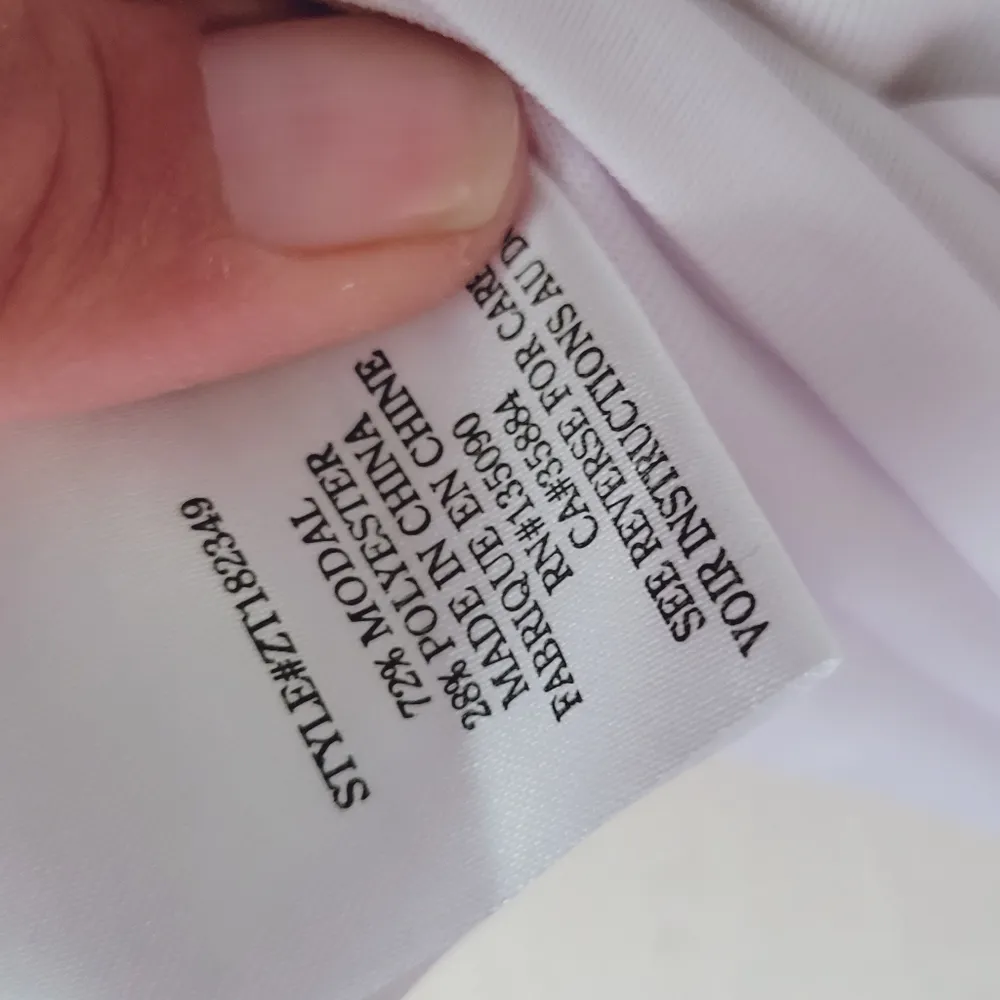 STYLE#ZT182349
72% MODAL
28% POLYESTER
MADE IN CHINA
FABRIQUE EN CHINE
RN#135090
CA#35884
SEE REVERSE FOR CARE
VOIR INSTRUCTIONS AU